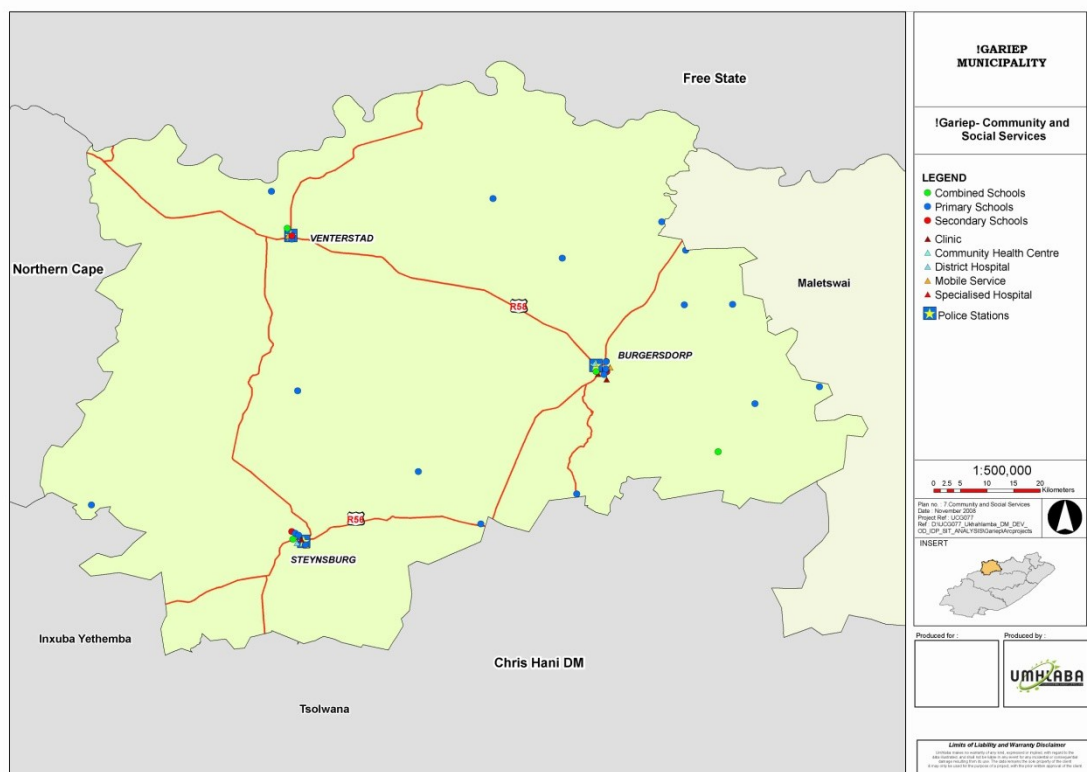 Free State
Northern Cape
VENTERSTAD
Maletswai
R58
BURGERSDORP
R56
STEYNSBURG
Inxuba Yethemba
Chris Hani DM
Tsolwana
!GARIEP
MUNICIPALITY
!Gariep- Community and
Social Services
LEGEND
Combined Schools
Primary Schools
Secondary Schools
Clinic
Community Health Centre
District Hospital
Mobile Service
Specialised Hospital
Police Stations
1:500,000
0 2.5 5 10 15 20
Kilometers
Plan no : 7.Community and Social Services
Date : November 2008
Project Ref : UCG077
INSERT
Produced for :
Produced by :
UMHLABA
Limits of Liability and Warranty Disclaimer